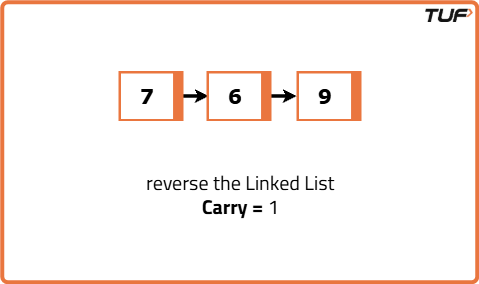 TUF
7 6 9
reverse the Linked List
Carry = 1